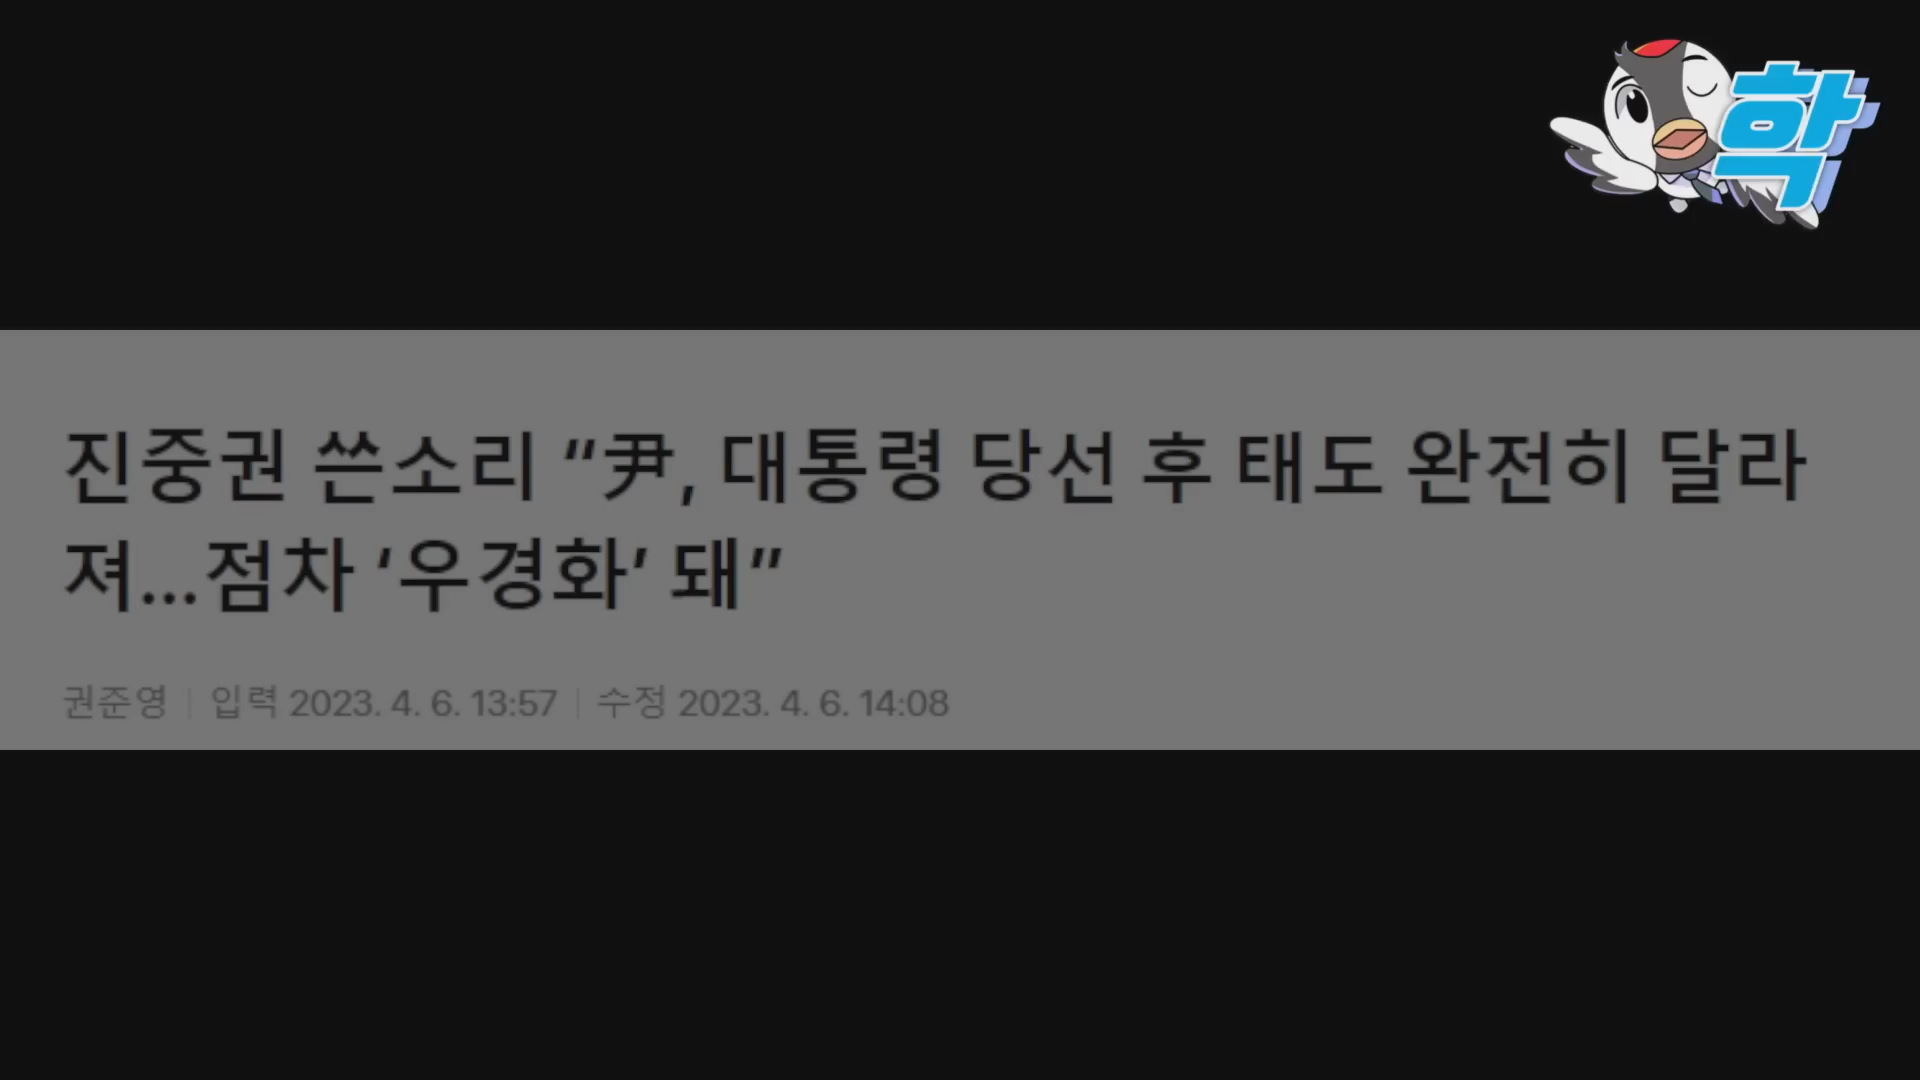 학
진중권 쓴소리 “尹, 대통령 당선 후 태도 완전히 달라
져…점차 ‘우경화’ 돼”
권준영 | 입력 2023. 4. 6. 13:57 | 수정 2023. 4. 6. 14:08